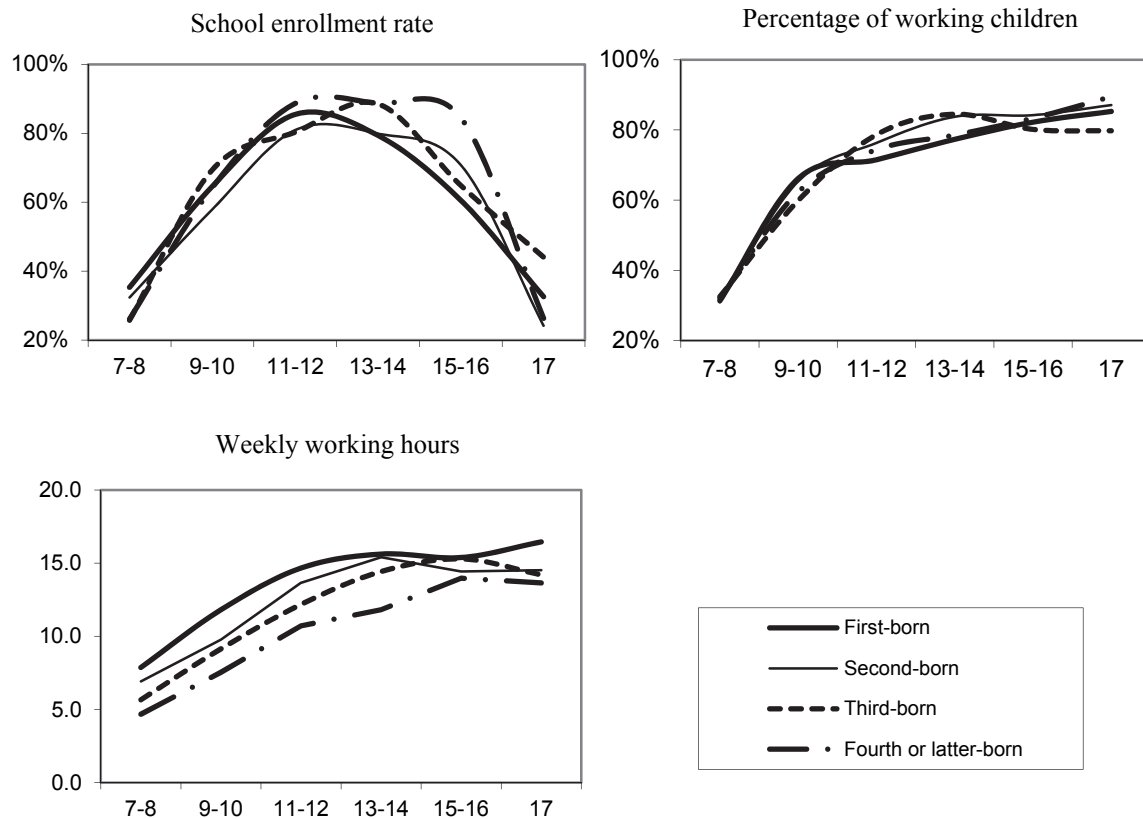 School enrollment rate
100%
80%
60%
40%
20%
7-8 9-10 11-12 13-14 15-16 17
Percentage of working children
100%
80%
60%
40%
20%
7-8 9-10 11-12 13-14 15-16 17
Weekly working hours
20.0
15.0
10.0
5.0
0.0
7-8 9-10 11-12 13-14 15-16 17
First-born
Second-born
Third-born
Fourth or latter-born